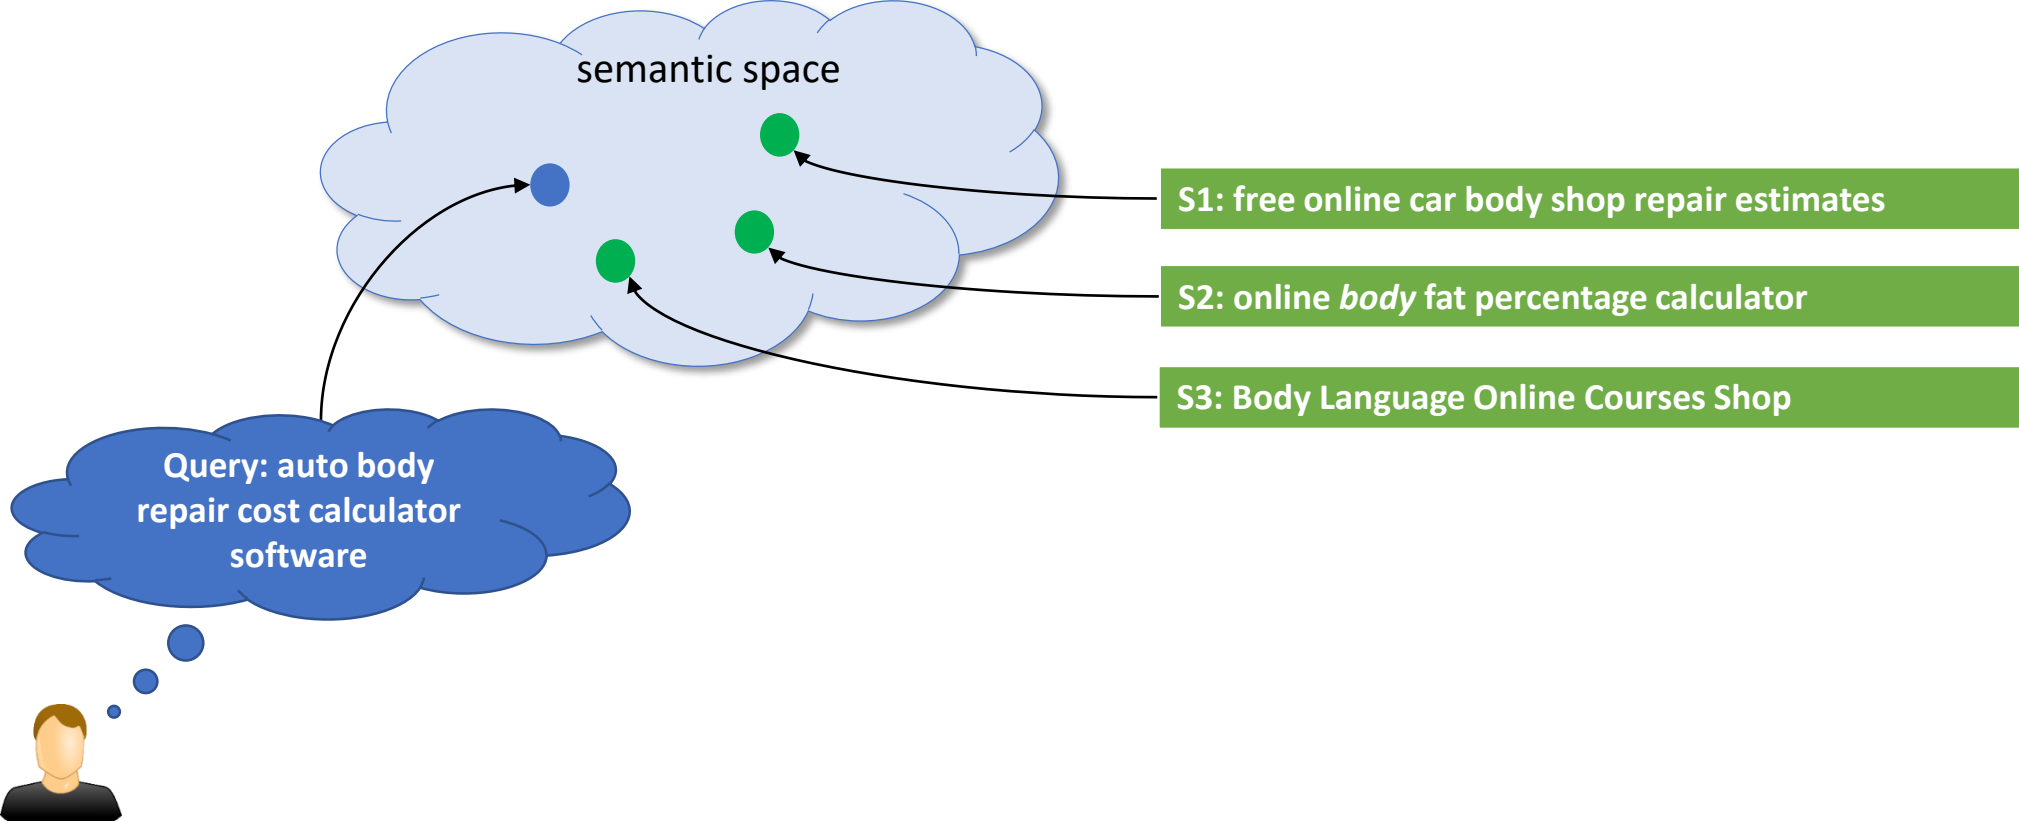 semantic space
S1: free online car body shop repair estimates
S2: online body fat percentage calculator
S3: Body Language Online Courses Shop
Query: auto body
repair cost calculator
software